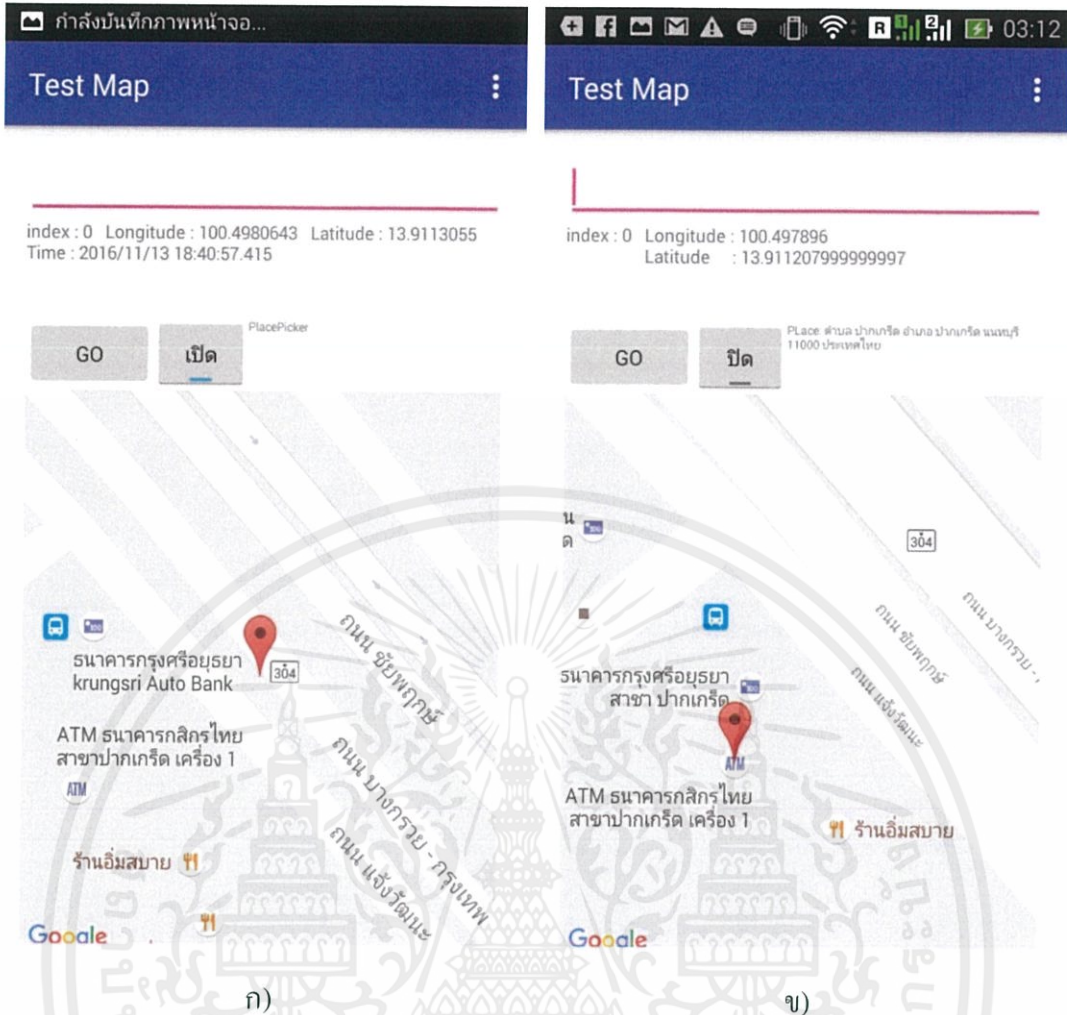 กำลังบันทึกภาพหน้าจอ...
Test Map
index : 0 Longitude : 100.4980643 Latitude : 13.9113055
Time : 2016/11/13 18:40:57.415
GO
เปิด
PlacePicker
ธนาคารกรุงศรีอยุธยา
krungsri Auto Bank
304
ถนน ชัยพฤกษ์
ATM ธนาคารกสิกรไทย
สาขาปากเกร็ด เครื่อง 1
ATM
ถนน บางกรวย - กรุงเทพ
ถนน แจ้งวัฒนะ
ร้านอิ่มสบาย
Google
ก)
R 1 2 03:12
Test Map
index : 0 Longitude : 100.497896
Latitude : 13.911207999999997
GO
ปิด
PLace: ตำบล ปากเกร็ด อำเภอ ปากเกร็ด นนทบุรี
11000 ประเทศไทย
น
ด
304
ถนน ชัยพฤกษ์
ถนน บางกรวย -
ถนน แจ้งวัฒนะ
ธนาคารกรุงศรีอยุธยา
สาขา ปากเกร็ด
ATM
ATM ธนาคารกสิกรไทย
สาขาปากเกร็ด เครื่อง 1
ร้านอิ่มสบาย
Google
ข)